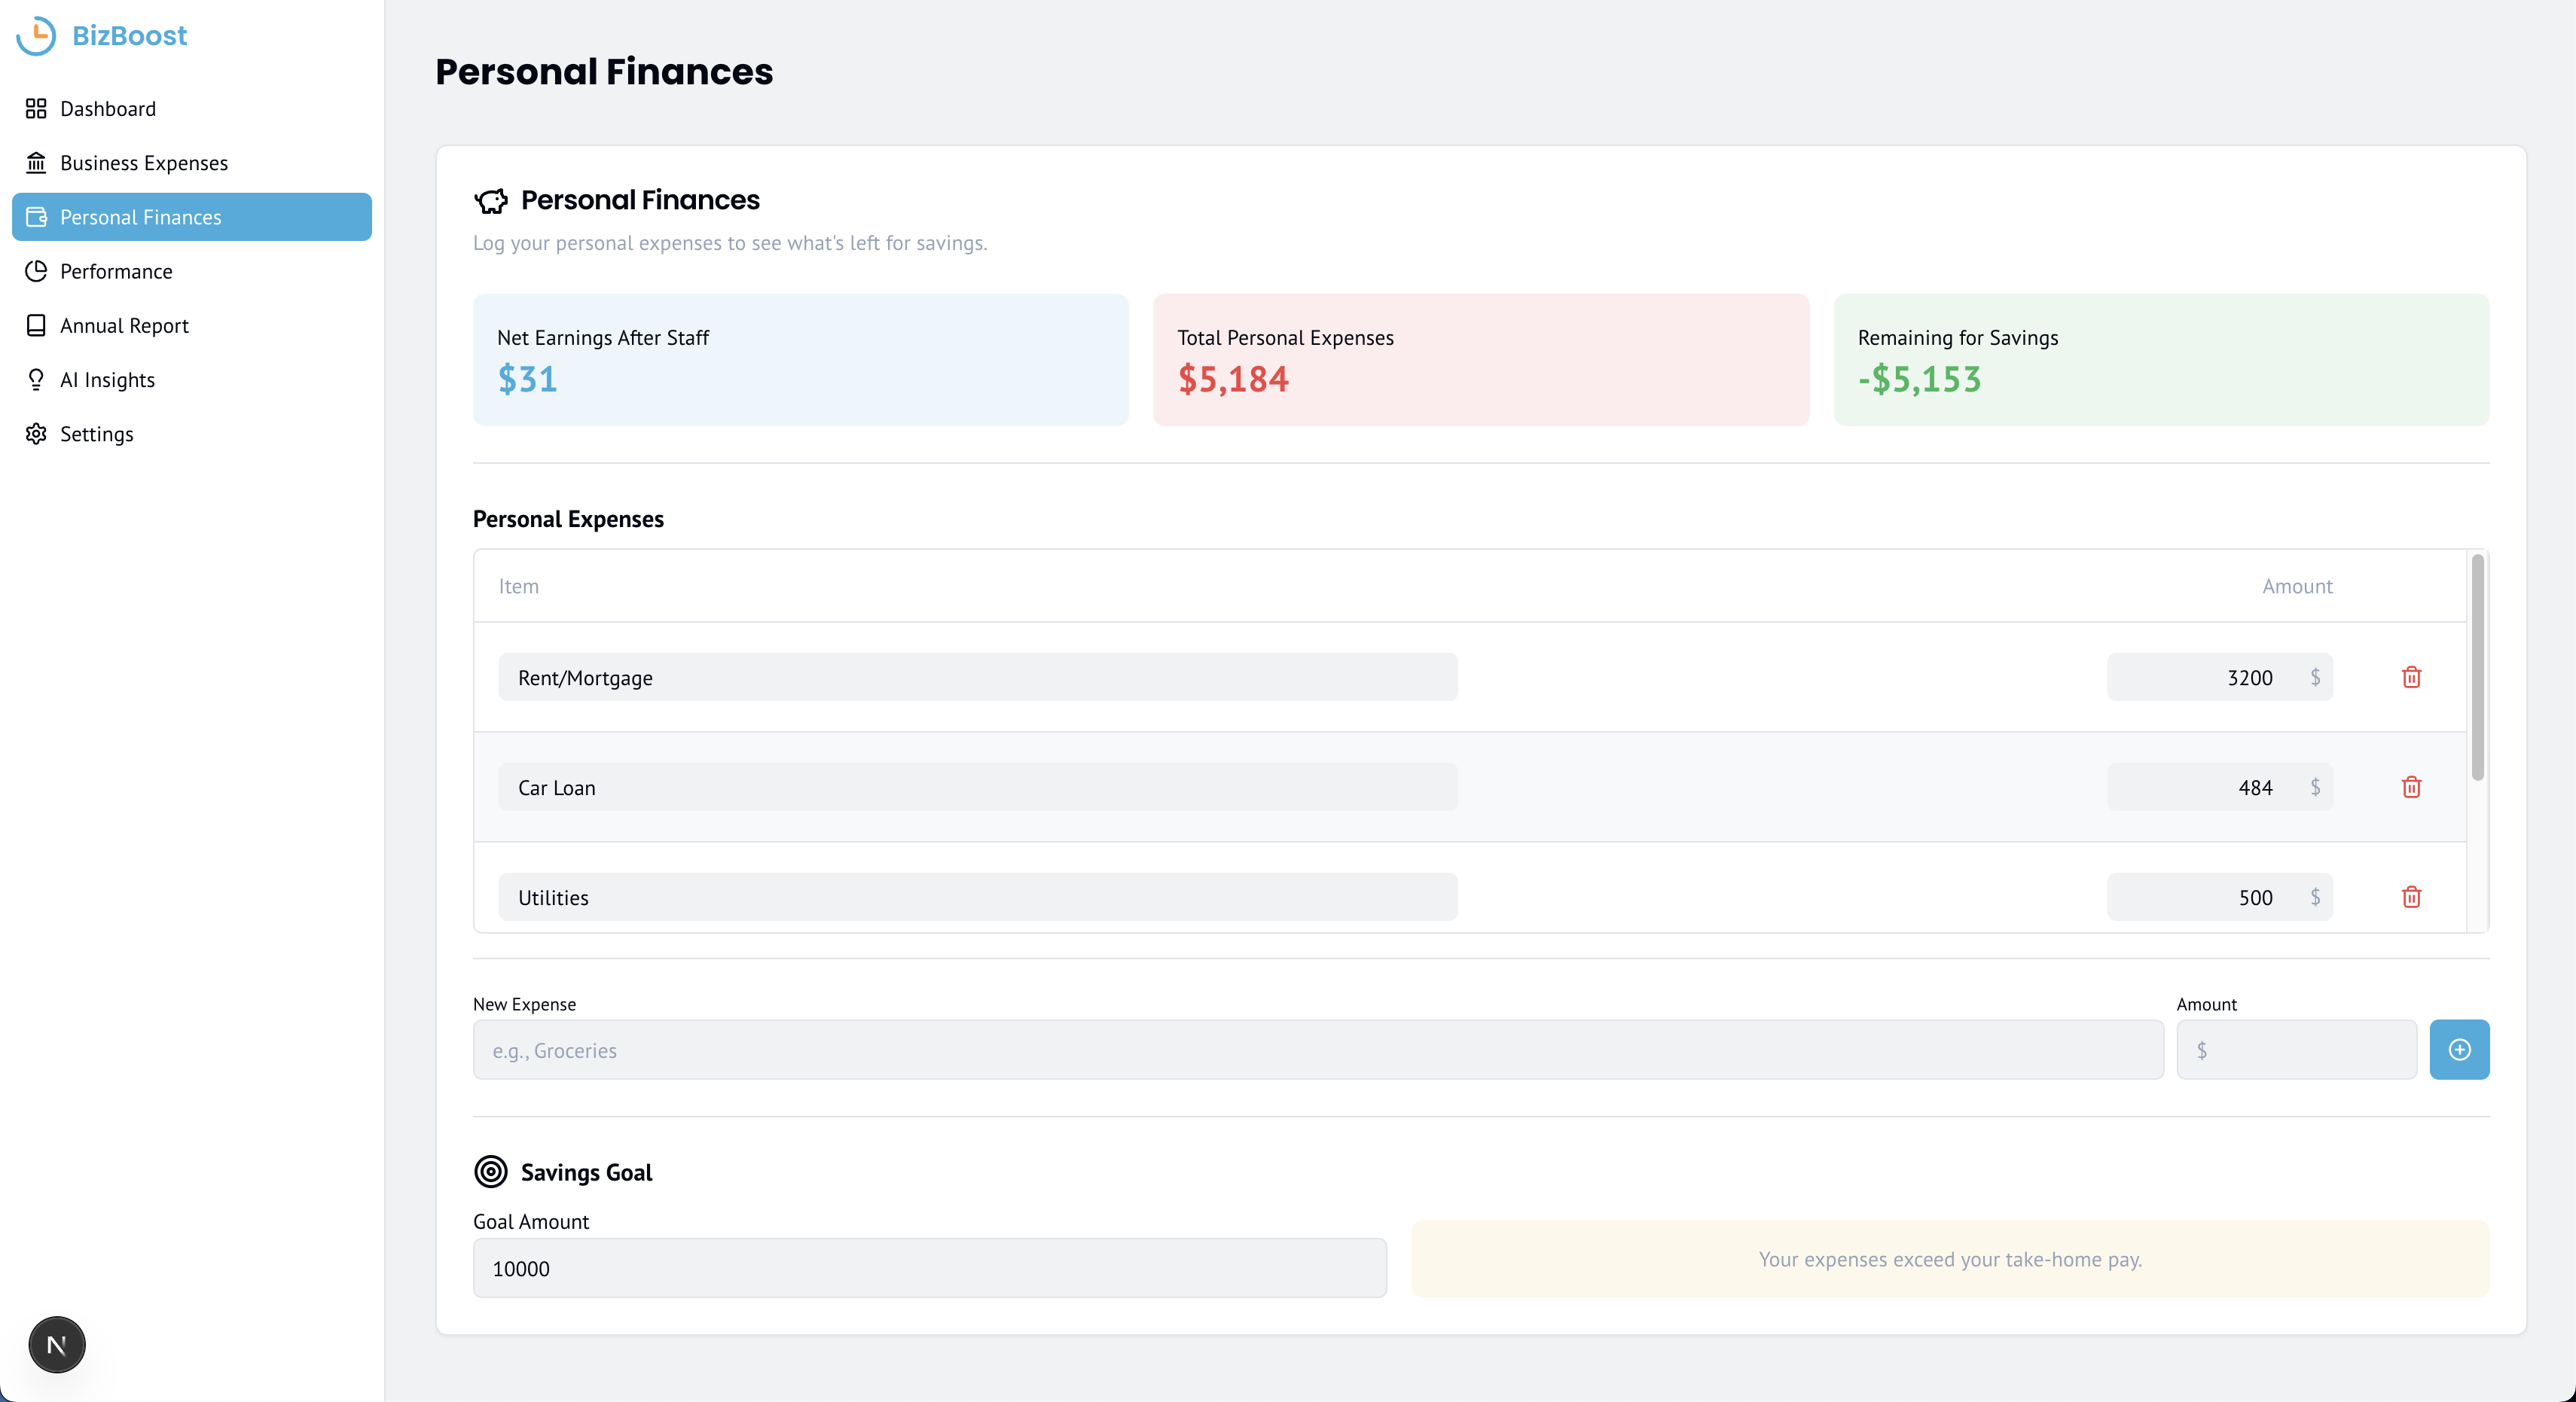 BizBoost
Dashboard
Business Expenses
Personal Finances
Performance
Annual Report
AI Insights
Settings
N
Personal Finances
Personal Finances
Log your personal expenses to see what's left for savings.
Net Earnings After Staff
$31
Total Personal Expenses
$5,184
Remaining for Savings
-$5,153
Personal Expenses
Item Amount
Rent/Mortgage 3200 $
Car Loan 484 $
Utilities 500 $
New Expense Amount
e.g., Groceries $
Savings Goal
Goal Amount
10000
Your expenses exceed your take-home pay.